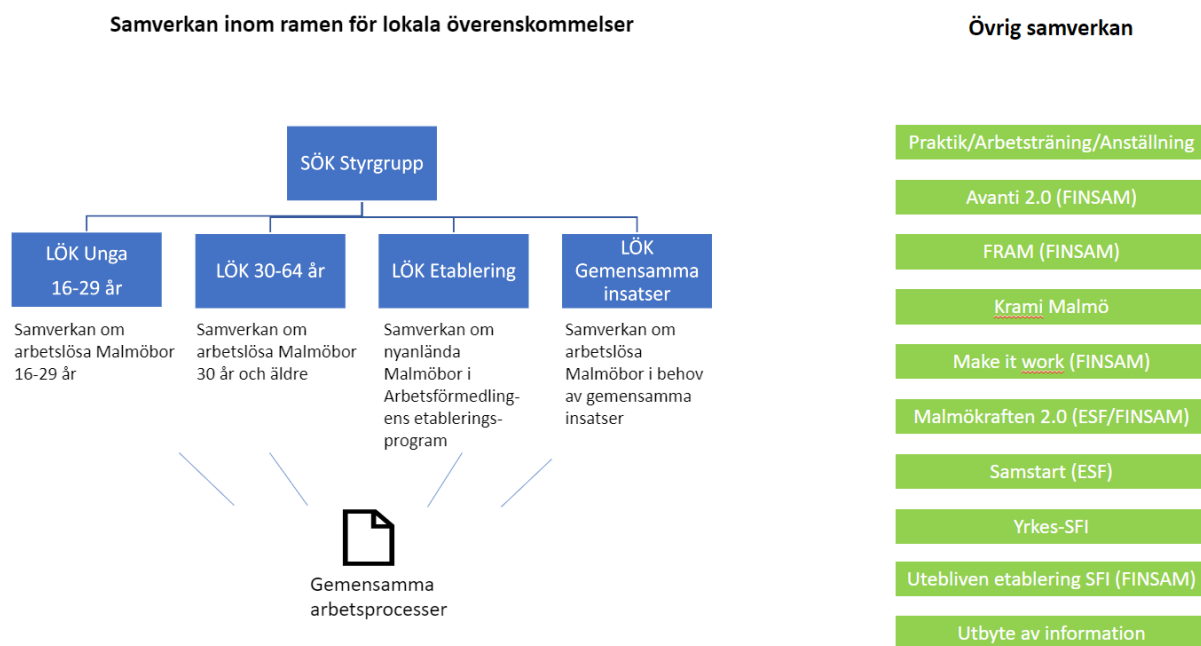 Samverkan inom ramen för lokala överenskommelser
Övrig samverkan
SÖK Styrgrupp
LÖK Unga
16-29 år
LÖK 30-64 år
LÖK Etablering
LÖK
Gemensamma
insatser
Samverkan om
arbetslösa Malmöbor
16-29 år
Samverkan om
arbetslösa Malmöbor
30 år och äldre
Samverkan om
nyanlända
Malmöbor i
Arbetsförmedling-
ens etablerings-
program
Samverkan om
arbetslösa
Malmöbor i behov
av gemensamma
insatser
Gemensamma
arbetsprocesser
Praktik/Arbetsträning/Anställning
Avanti 2.0 (FINSAM)
FRAM (FINSAM)
Krami Malmö
Make it work (FINSAM)
Malmökraften 2.0 (ESF/FINSAM)
Samstart (ESF)
Yrkes-SFI
Utebliven etablering SFI (FINSAM)
Utbyte av information